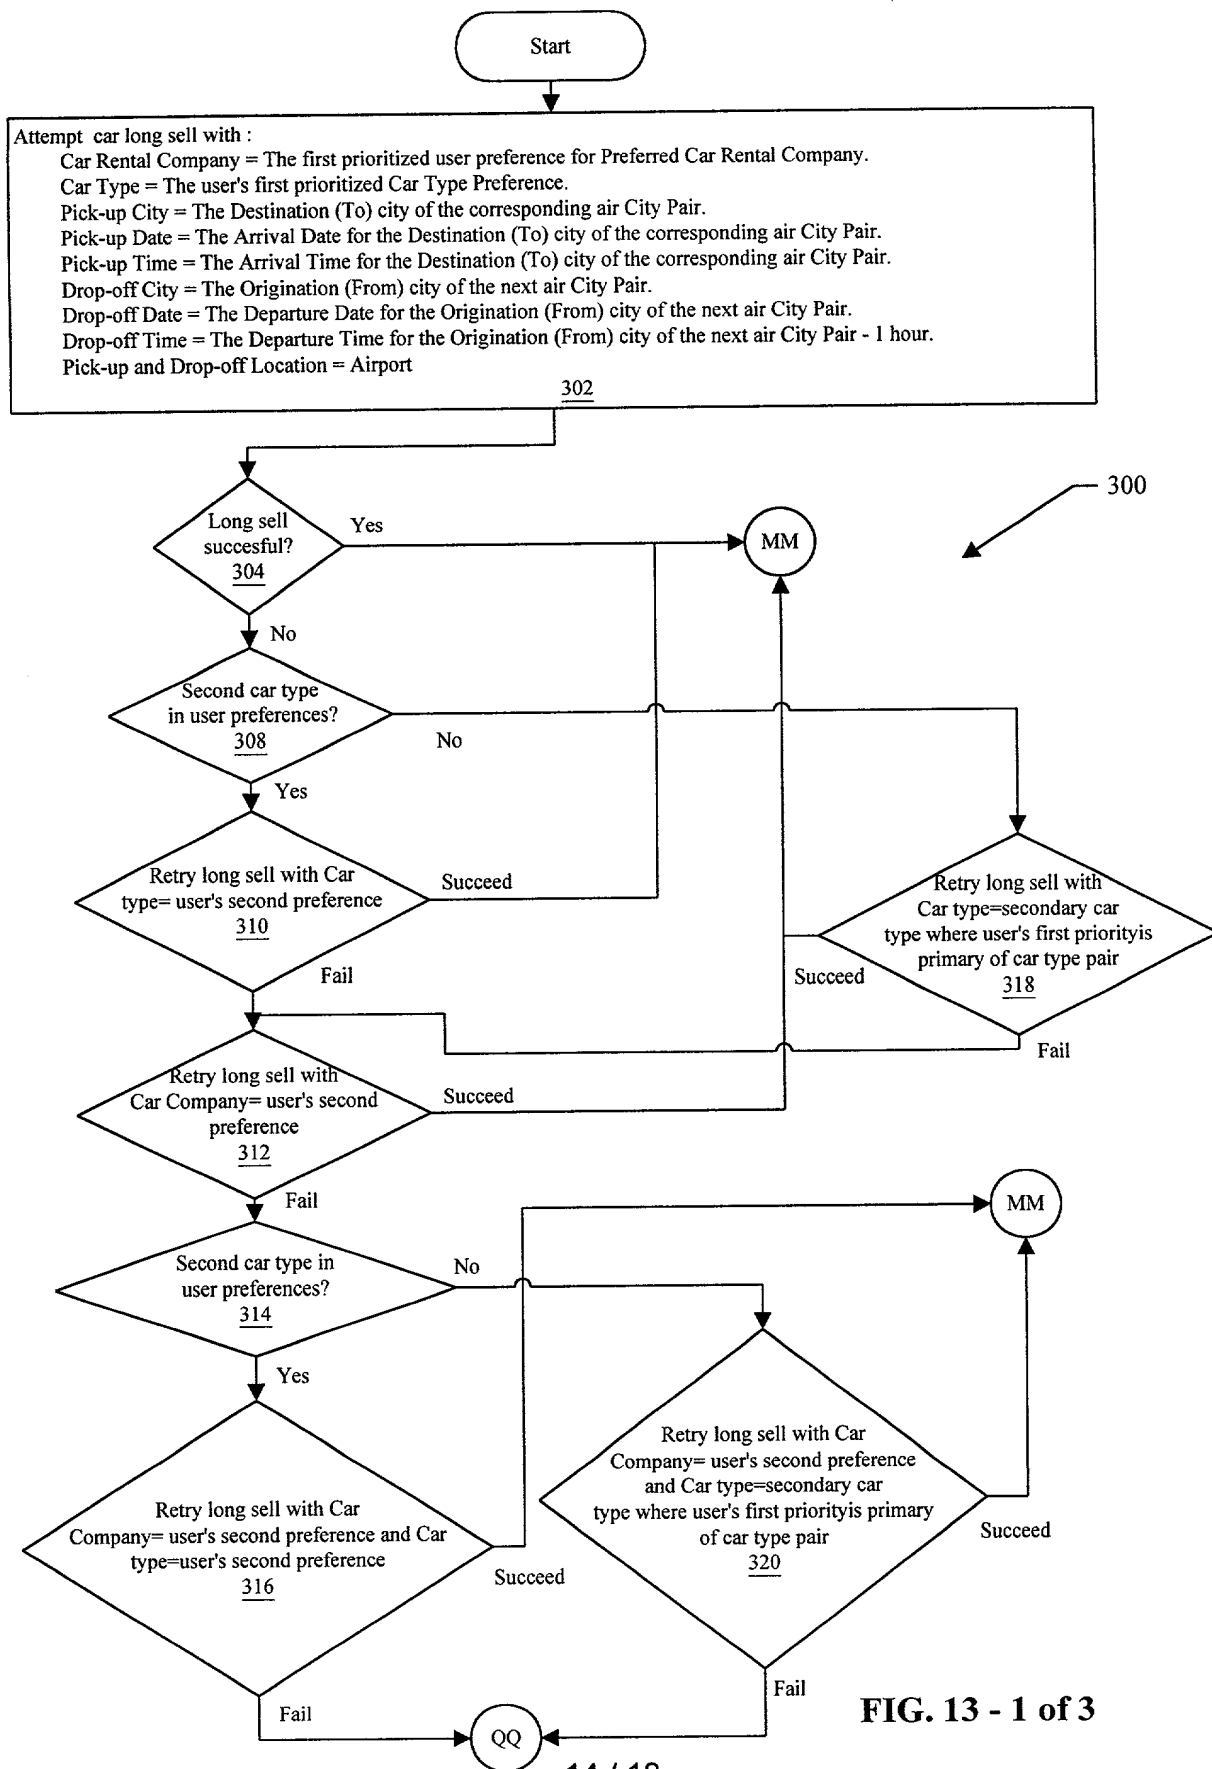 Start
Attempt car long sell with :
Car Rental Company = The first prioritized user preference for Preferred Car Rental Company.
Car Type = The user's first prioritized Car Type Preference.
Pick-up City = The Destination (To) city of the corresponding air City Pair.
Pick-up Date = The Arrival Date for the Destination (To) city of the corresponding air City Pair.
Pick-up Time = The Arrival Time for the Destination (To) city of the corresponding air City Pair.
Drop-off City = The Origination (From) city of the next air City Pair.
Drop-off Date = The Departure Date for the Origination (From) city of the next air City Pair.
Drop-off Time = The Departure Time for the Origination (From) city of the next air City Pair - 1 hour.
Pick-up and Drop-off Location = Airport
302
300
Long sell
succesful?
304
Yes
MM
No
Second car type
in user preferences?
308
No
Yes
Retry long sell with Car
type= user's second preference
310
Succeed
Fail
Retry long sell with
Car type=secondary car
type where user's first priorityis
primary of car type pair
318
Succeed
Fail
Retry long sell with
Car Company= user's second
preference
312
Succeed
Fail
MM
Second car type in
user preferences?
314
No
Yes
Retry long sell with Car
Company= user's second preference and Car
type=user's second preference
316
Succeed
Fail
Retry long sell with Car
Company= user's second preference
and Car type=secondary car
type where user's first priorityis primary
of car type pair
320
Succeed
Fail
QQ
FIG. 13 - 1 of 3